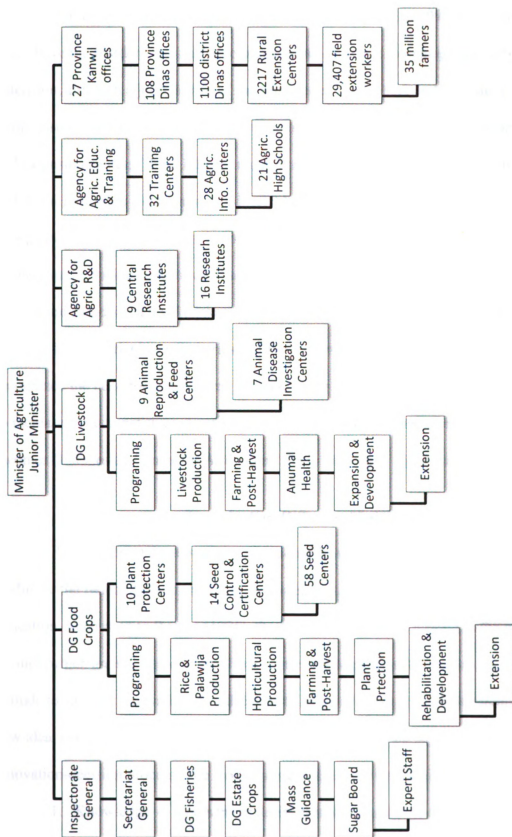 Minister of Agriculture
Junior Minister
Inspectorate
General
Secretariat
General
DG Fisheries
DG Estate
Crops
Mass
Guidance
Sugar Board
Expert Staff
DG Food
Crops
Programing
Rice &
Palawija
Production
Horticultural
Production
Farming &
Post-Harvest
Plant
Prtection
Rehabilitation &
Development
Extension
10 Plant
Protection
Centers
14 Seed
Control &
Certification
Centers
58 Seed
Centers
DG Livestock
Programing
Livestock
Production
Farming &
Post-Harvest
Anumal
Health
Expansion &
Development
Extension
9 Animal
Reproduction
& Feed
Centers
7 Animal
Disease
Investigation
Centers
Agency for
Agric. R&D
9 Central
Research
Institutes
16 Researh
Institutes
Agency for
Agric. Educ.
& Training
32 Training
Centers
28 Agric.
Info. Centers
21 Agric.
High Schools
27 Province
Kanwil
offices
108 Province
Dinas offices
1100 district
Dinas offices
2217 Rural
Extension
Centers
29,407 field
extension
workers
35 million
farmers